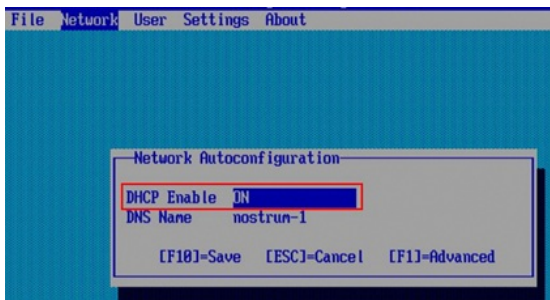 File Network User Settings About
Network Autoconfiguration
DHCP Enable ON
DNS Name nostrum-1
[F10]=Save [ESC]=Cancel [F1]=Advanced